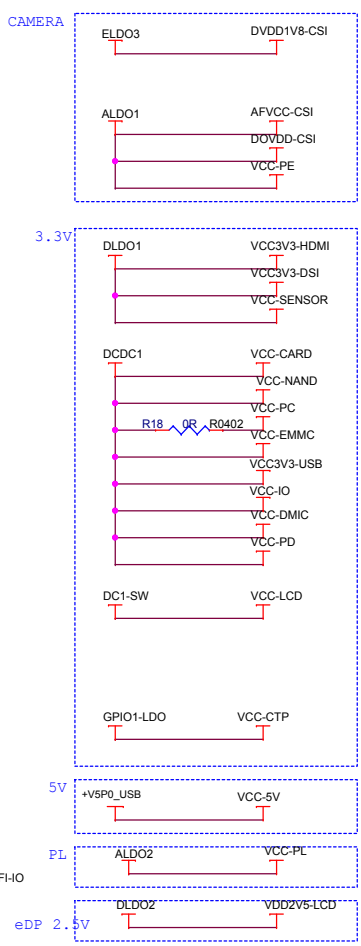 CAMERA
ELDO3 DVDD1V8-CSI
ALDO1 AFVCC-CSI
DOVDD-CSI
VCC-PE
3.3V
DLDO1 VCC3V3-HDMI
VCC3V3-DSI
VCC-SENSOR
DCDC1 VCC-CARD
VCC-NAND
VCC-PC
R18 0R R0402
VCC-EMMC
VCC3V3-USB
VCC-IO
VCC-DMIC
VCC-PD
DC1-SW VCC-LCD
GPIO1-LDO VCC-CTP
5V
+V5P0_USB VCC-5V
PL
ALDO2 VCC-PL
FI-IO
DLDO2 VDD2V5-LCD
eDP 2.5V